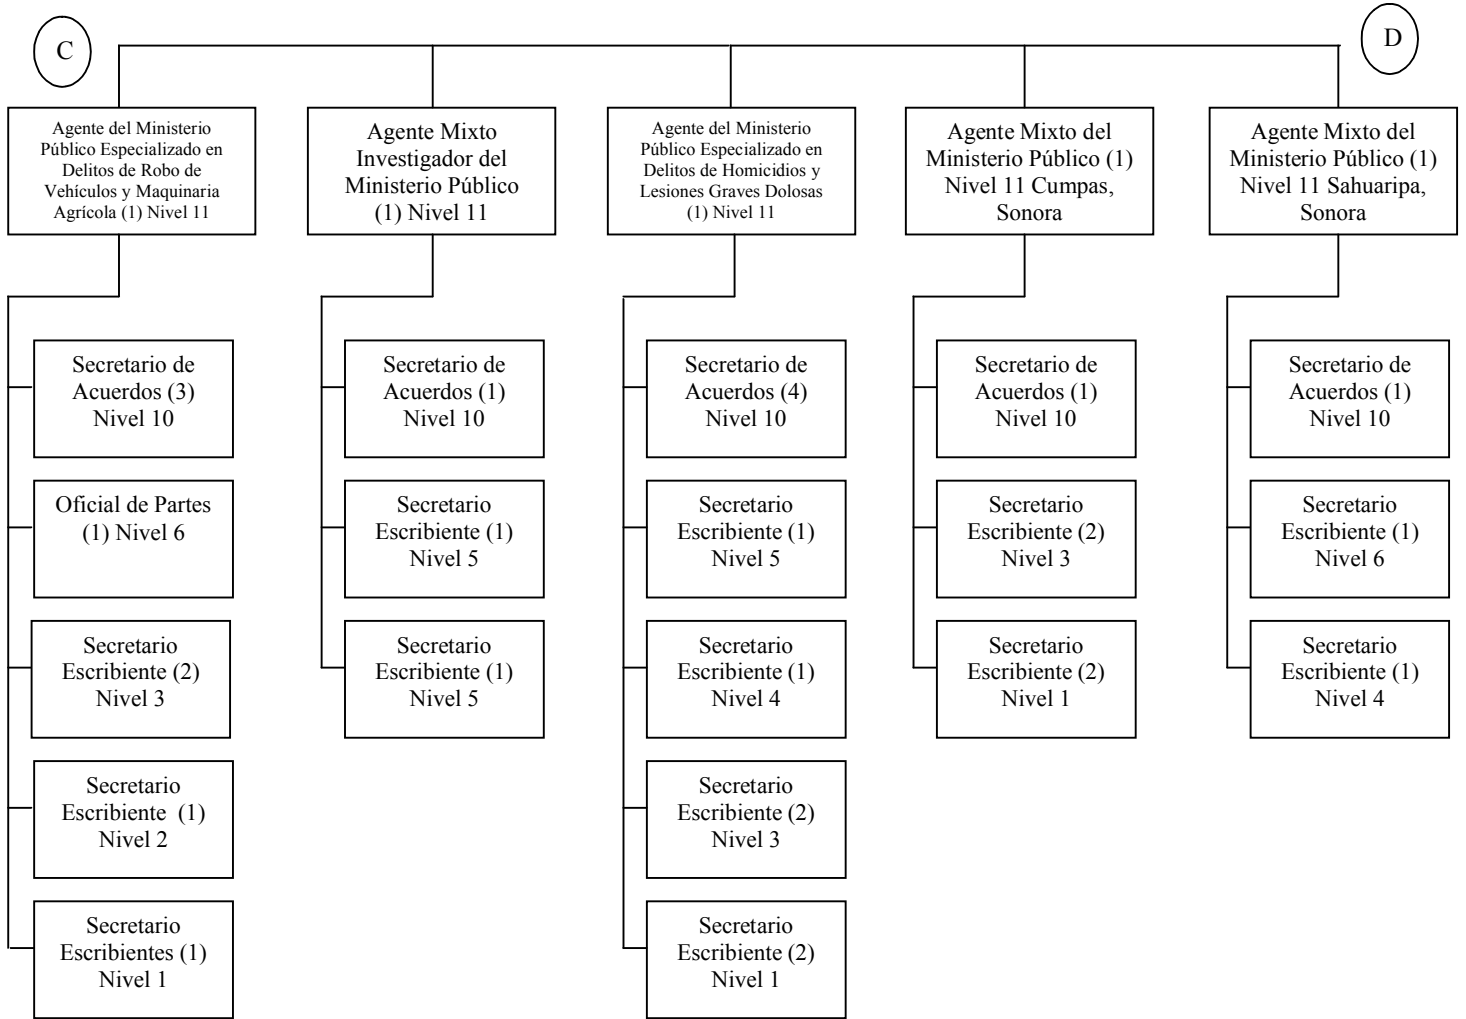 C
D
Agente del Ministerio
Público Especializado en
Delitos de Robo de
Vehículos y Maquinaria
Agrícola (1) Nivel 11
Agente Mixto
Investigador del
Ministerio Público
(1) Nivel 11
Agente del Ministerio
Público Especializado en
Delitos de Homicidios y
Lesiones Graves Dolosas
(1) Nivel 11
Agente Mixto del
Ministerio Público (1)
Nivel 11 Cumpas,
Sonora
Agente Mixto del
Ministerio Público (1)
Nivel 11 Sahuaripa,
Sonora
Secretario de
Acuerdos (3)
Nivel 10
Secretario de
Acuerdos (1)
Nivel 10
Secretario de
Acuerdos (4)
Nivel 10
Secretario de
Acuerdos (1)
Nivel 10
Secretario de
Acuerdos (1)
Nivel 10
Oficial de Partes
(1) Nivel 6
Secretario
Escribiente (1)
Nivel 5
Secretario
Escribiente (1)
Nivel 5
Secretario
Escribiente (2)
Nivel 3
Secretario
Escribiente (1)
Nivel 6
Secretario
Escribiente (2)
Nivel 3
Secretario
Escribiente (1)
Nivel 5
Secretario
Escribiente (1)
Nivel 4
Secretario
Escribiente (2)
Nivel 1
Secretario
Escribiente (1)
Nivel 4
Secretario
Escribiente  (1)
Nivel 2
Secretario
Escribiente (2)
Nivel 3
Secretario
Escribientes (1)
Nivel 1
Secretario
Escribiente (2)
Nivel 1